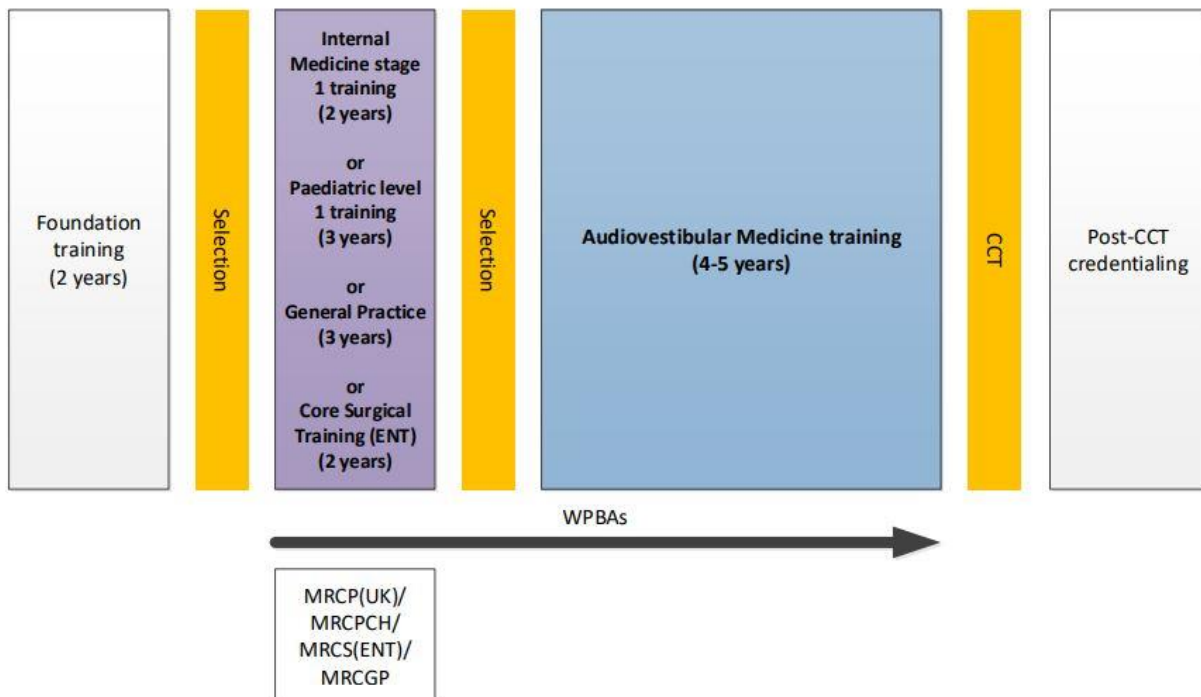 Foundation
training
(2 years)
Selection
Internal
Medicine stage
1 training
(2 years)
or
Paediatric level
1 training
(3 years)
or
General Practice
(3 years)
or
Core Surgical
Training (ENT)
(2 years)
Selection
Audiovestibular Medicine training
(4-5 years)
CCT
Post-CCT
credentialing
WPBAs
MRCP(UK)/
MRCPCH/
MRCS(ENT)/
MRCGP